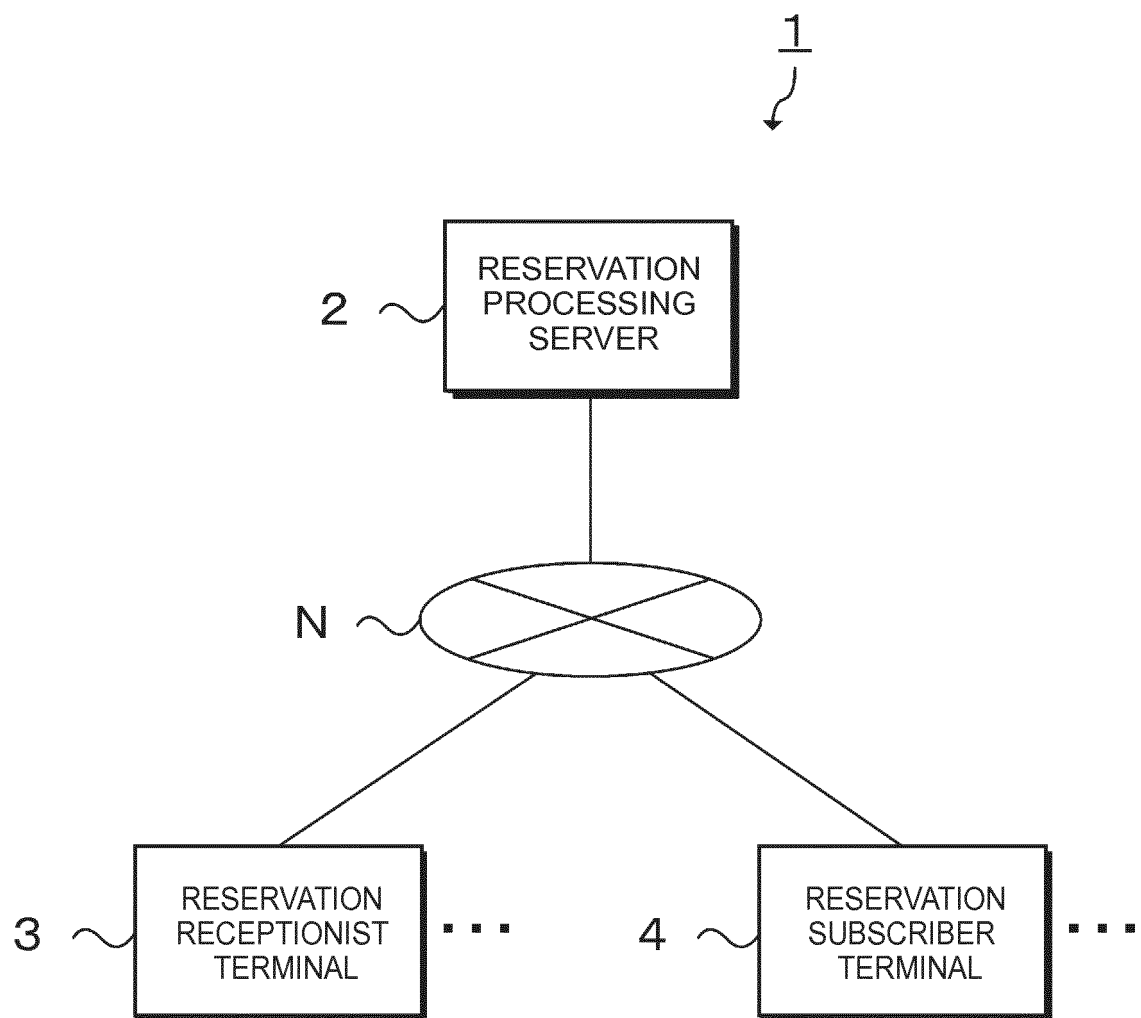 1
2
RESERVATION
PROCESSING
SERVER
N
3
RESERVATION
RECEPTIONIST
TERMINAL
...
4
RESERVATION
SUBSCRIBER
TERMINAL
...